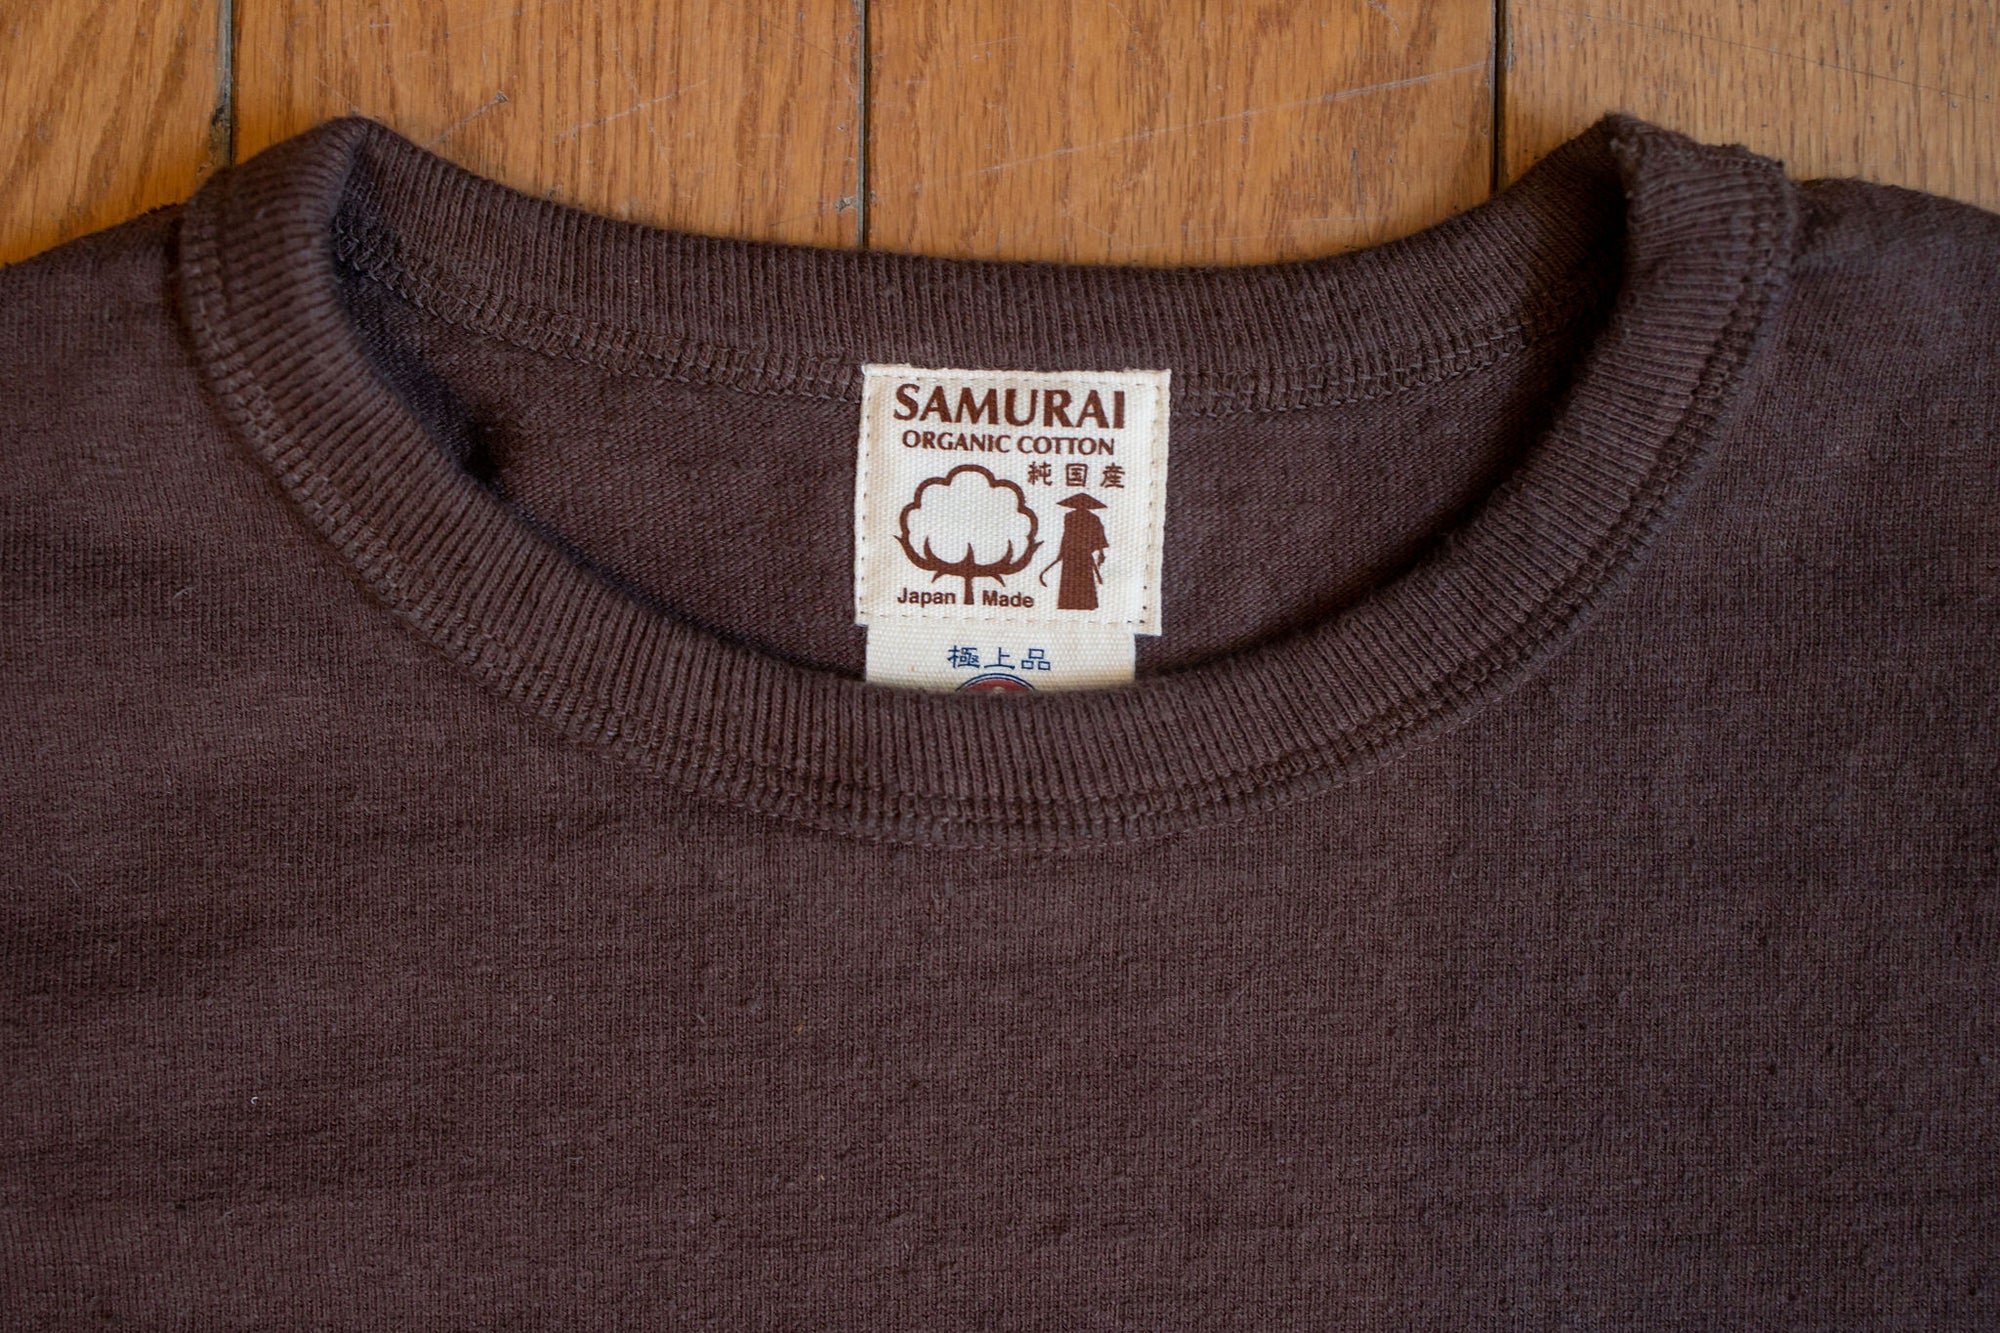 SAMURAI
ORGANIC COTTON
純国産
Japan Made
極上品